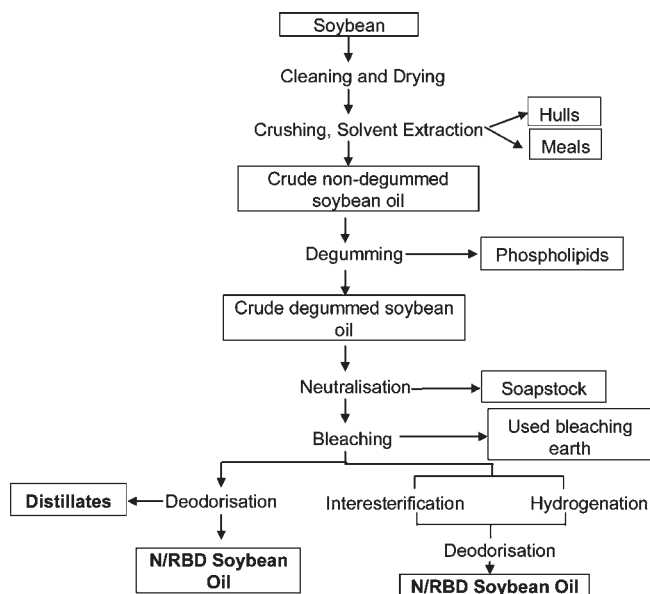 Soybean
Cleaning and Drying
Crushing, Solvent Extraction
Hulls
Meals
Crude non-degummed
soybean oil
Degumming
Phospholipids
Crude degummed soybean
oil
Neutralisation
Soapstock
Bleaching
Used bleaching
earth
Distillates
Deodorisation
Interesterification
Hydrogenation
N/RBD Soybean
Oil
Deodorisation
N/RBD Soybean Oil